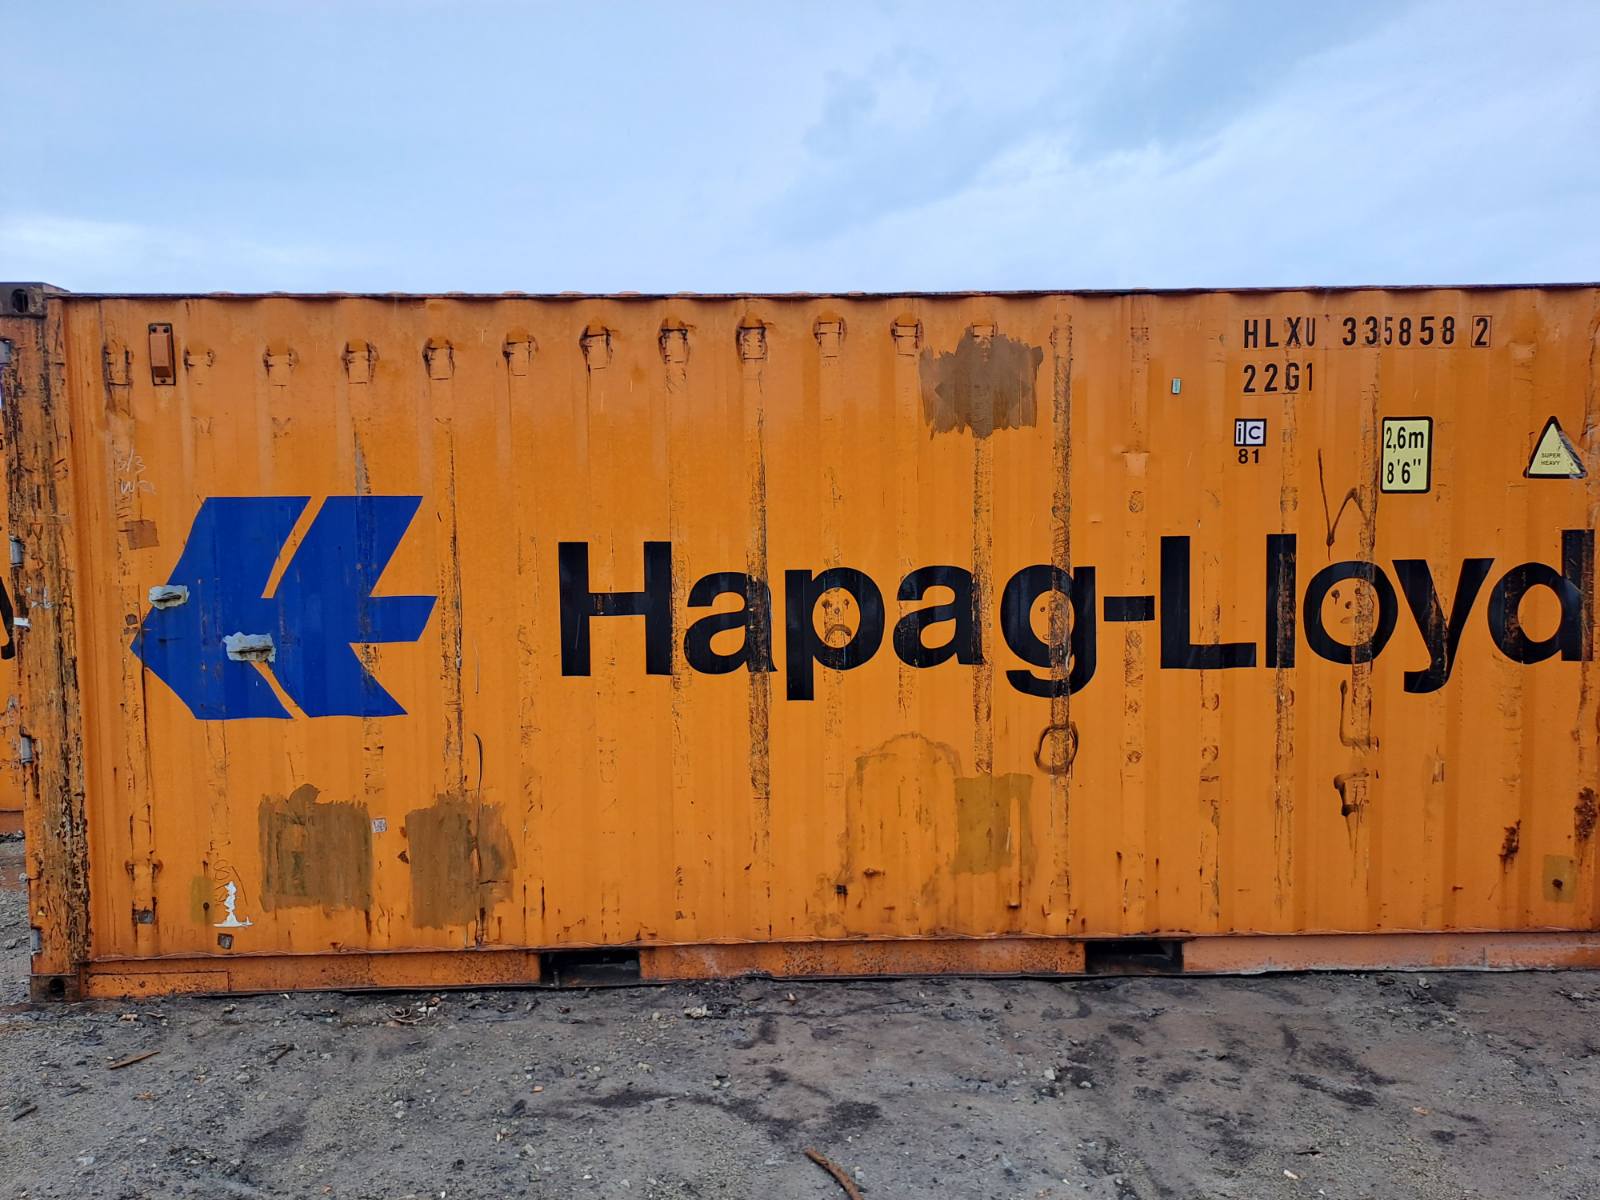 HLXU 335858 2
22G1
ic
81
2,6m
8'6"
SUPER
HEAVY
Hapag-Lloyd